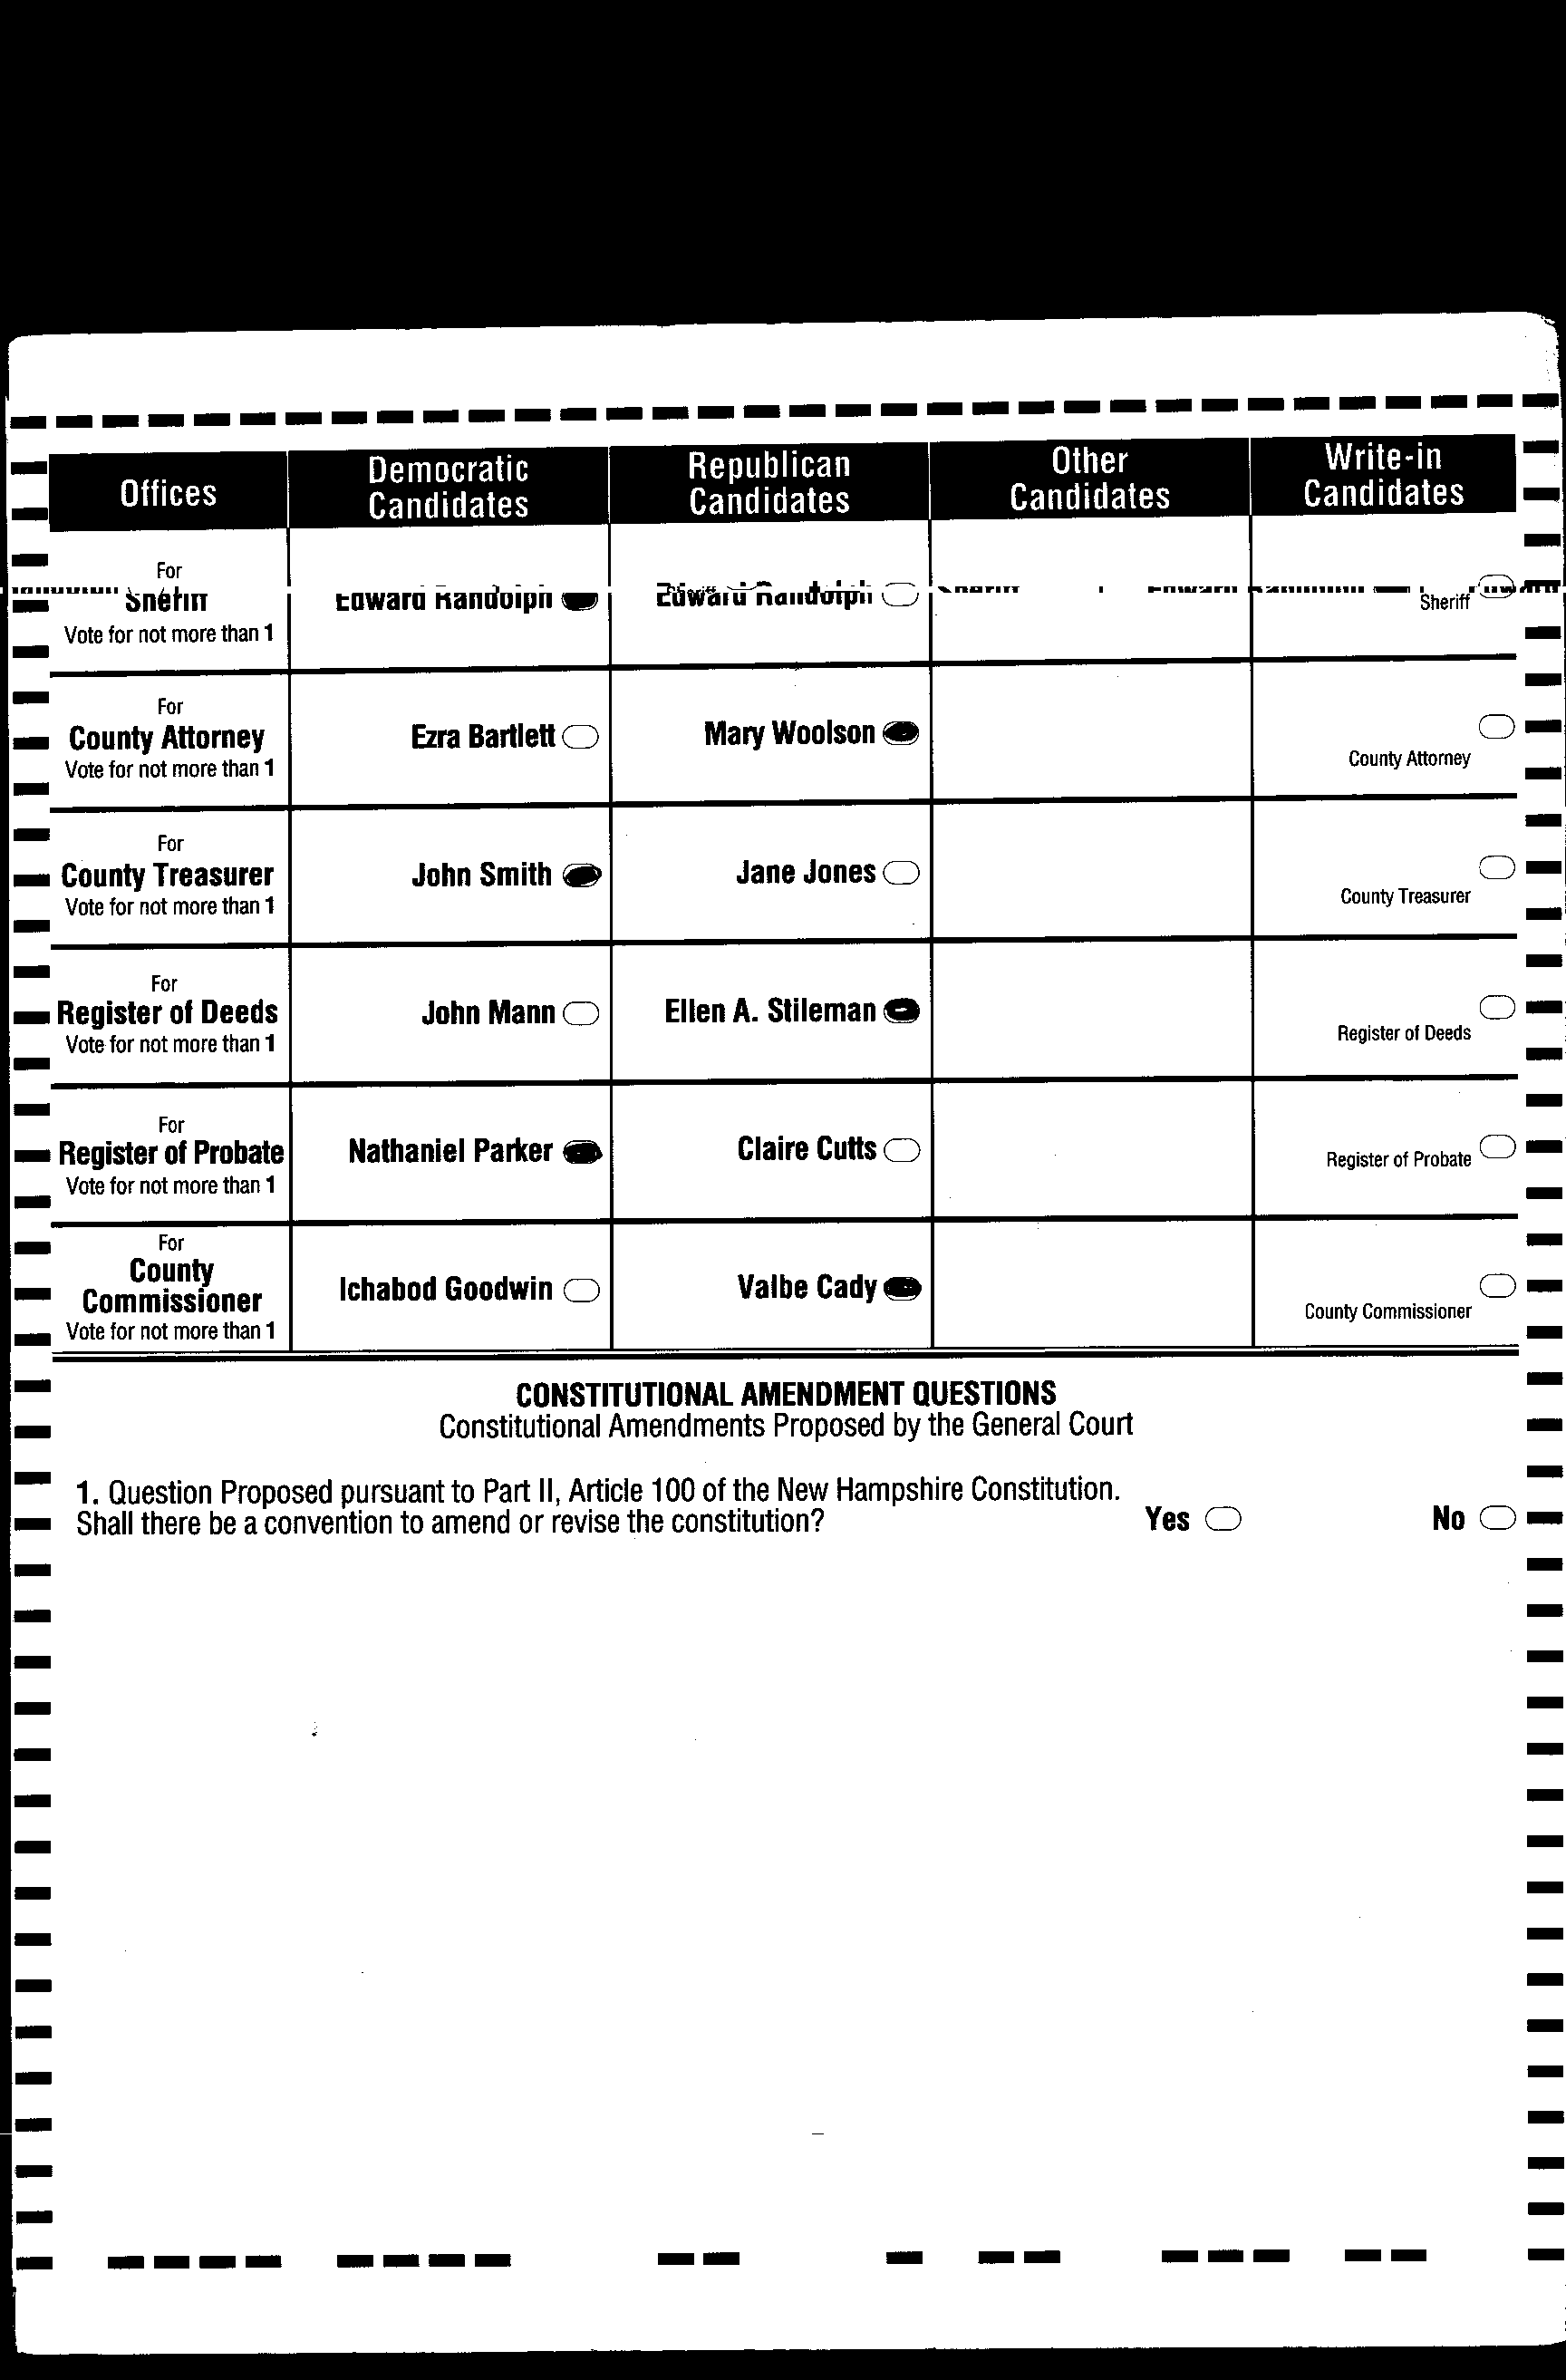 Offices
Democratic
Candidates
Republican
Candidates
Other
Candidates
Write-in
Candidates
For
Sheriff
Vote for not more than 1
Edward Randolph
Edward Randolph
Sheriff
For
County Attorney
Vote for not more than 1
Ezra Bartlett
Mary Woolson
County Attorney
For
County Treasurer
Vote for not more than 1
John Smith
Jane Jones
County Treasurer
For
Register of Deeds
Vote for not more than 1
John Mann
Ellen A. Stileman
Register of Deeds
For
Register of Probate
Vote for not more than 1
Nathaniel Parker
Claire Cutts
Register of Probate
For
County
Commissioner
Vote for not more than 1
Ichabod Goodwin
Valbe Cady
County Commissioner
CONSTITUTIONAL AMENDMENT QUESTIONS
Constitutional Amendments Proposed by the General Court
1. Question Proposed pursuant to Part II, Article 100 of the New Hampshire Constitution.
Shall there be a convention to amend or revise the constitution?
Yes
No